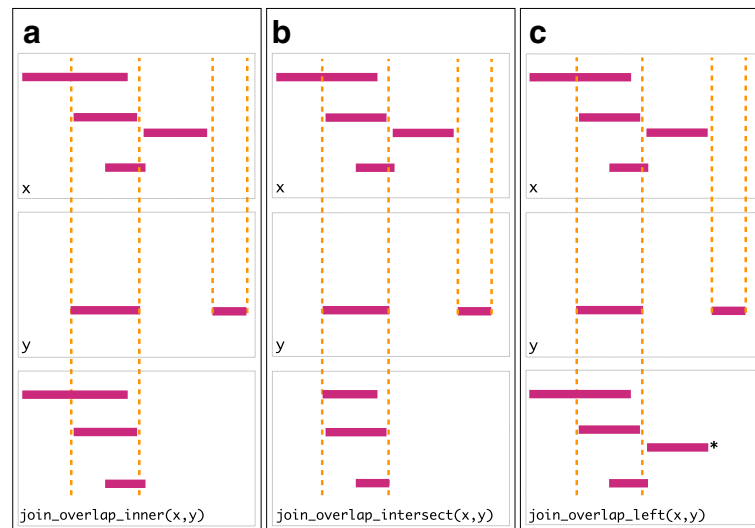 a
x
y
join_overlap_inner(x,y)
b
x
y
join_overlap_intersect(x,y)
c
x
y
*
join_overlap_left(x,y)